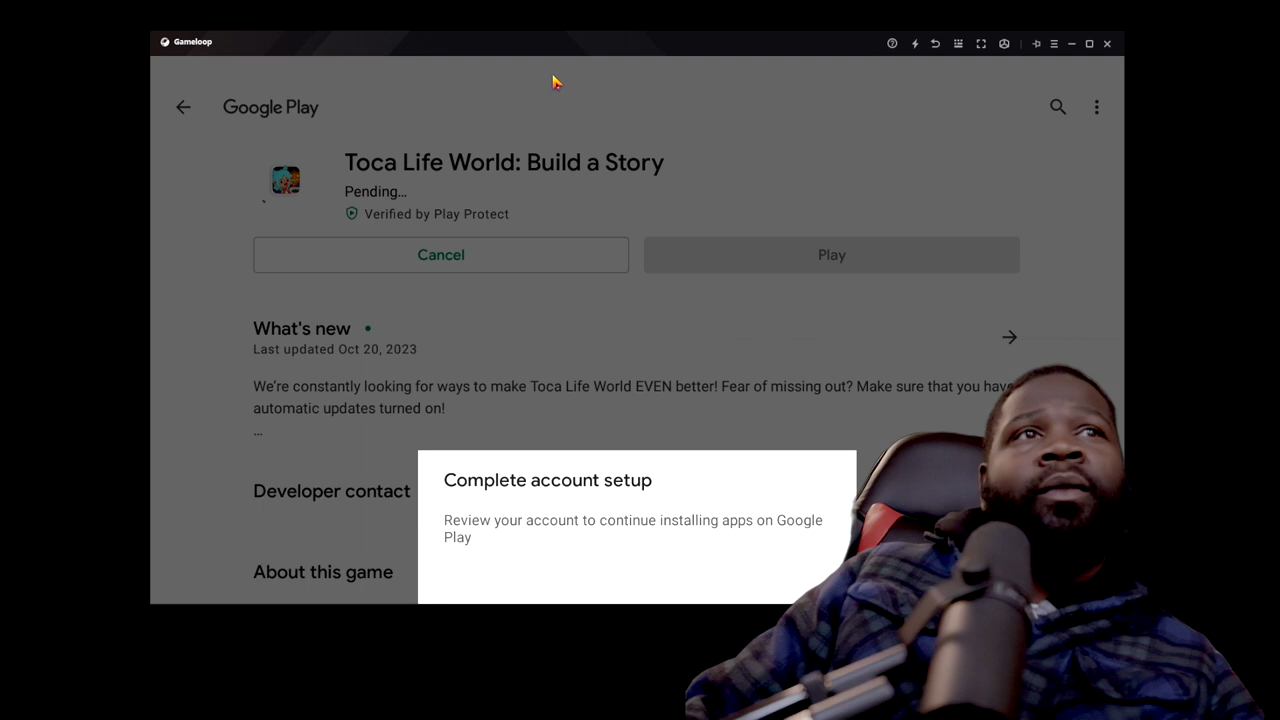 Gameloop
Google Play
Toca Life World: Build a Story
Pending...
Verified by Play Protect
Cancel
Play
What's new
Last updated Oct 20, 2023
We're constantly looking for ways to make Toca Life World EVEN better! Fear of missing out? Make sure that you have
automatic updates turned on!
...
Developer contact
About this game
Complete account setup
Review your account to continue installing apps on Google
Play